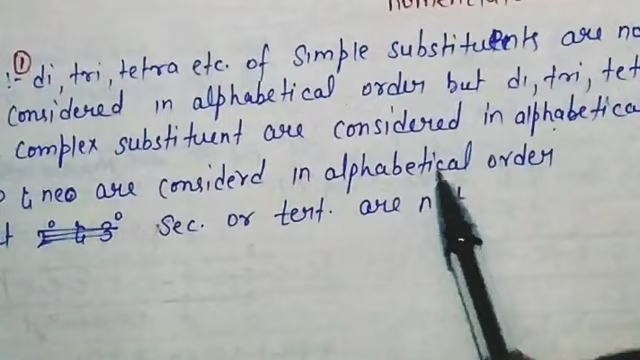 nomencla
:- ① di, tri, tetra etc. of simple substituents are no
considered in alphabetical order but di, tri, tet
complex substituent are considered in alphabetica
& neo are considerd in alphabetical order
sec. or tert. are